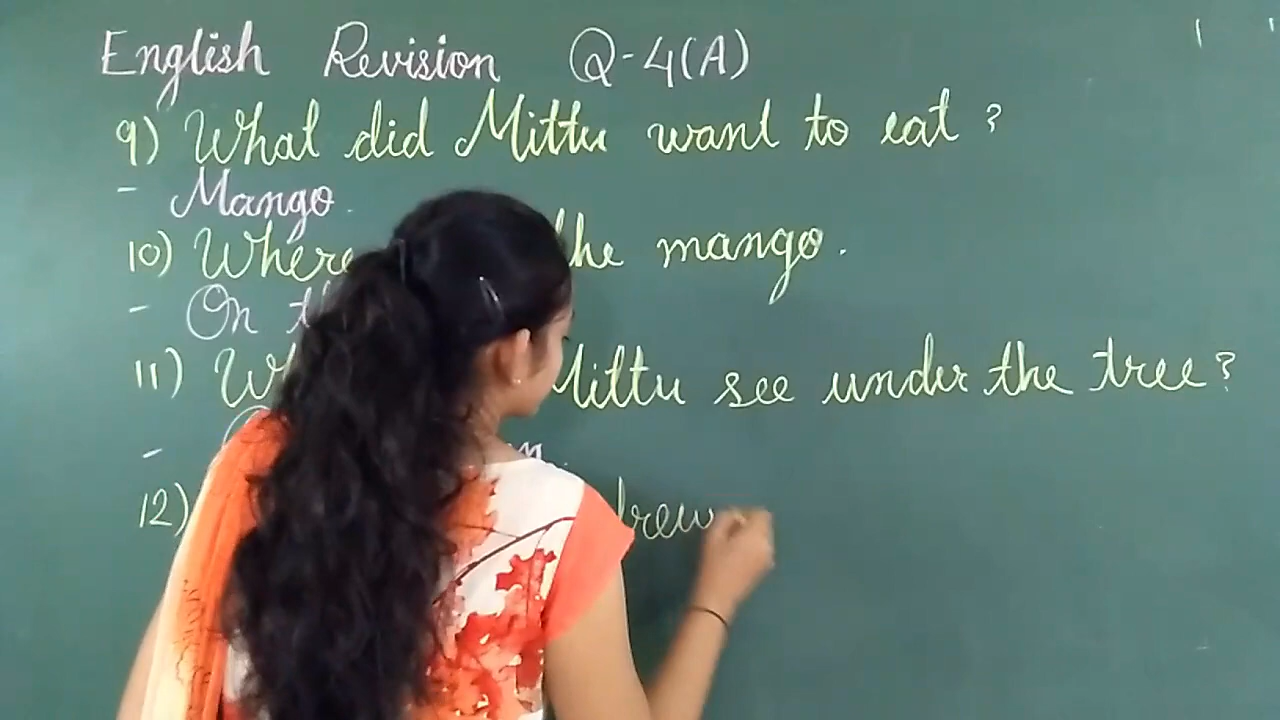 English Revision Q-4(A)
9) What did Mittu want to eat ?
- Mango.
10) Where the mango.
- On
11) Mittu see under the tree?
-
12)